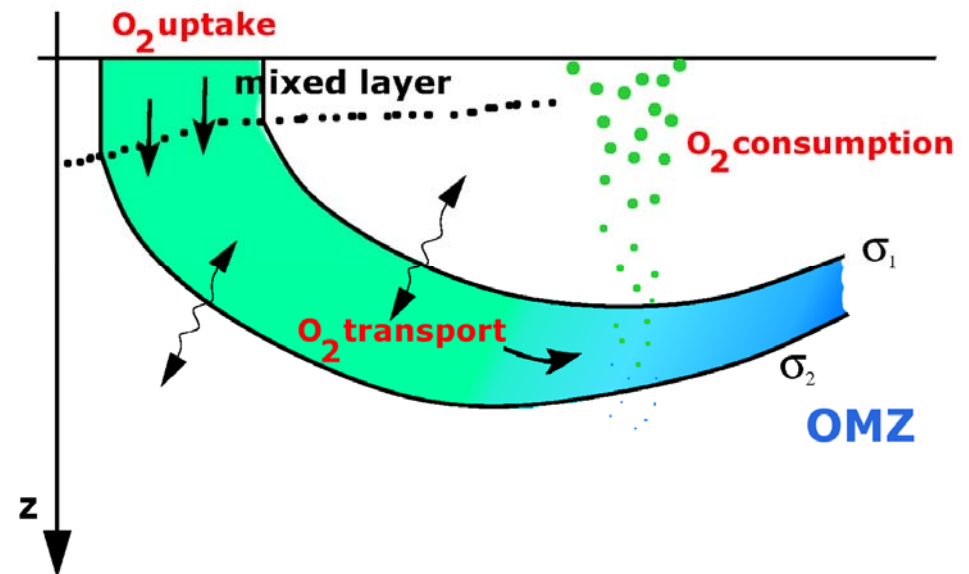 O2 uptake
mixed layer
O2 consumption
σ1
O2 transport
σ2
OMZ
z